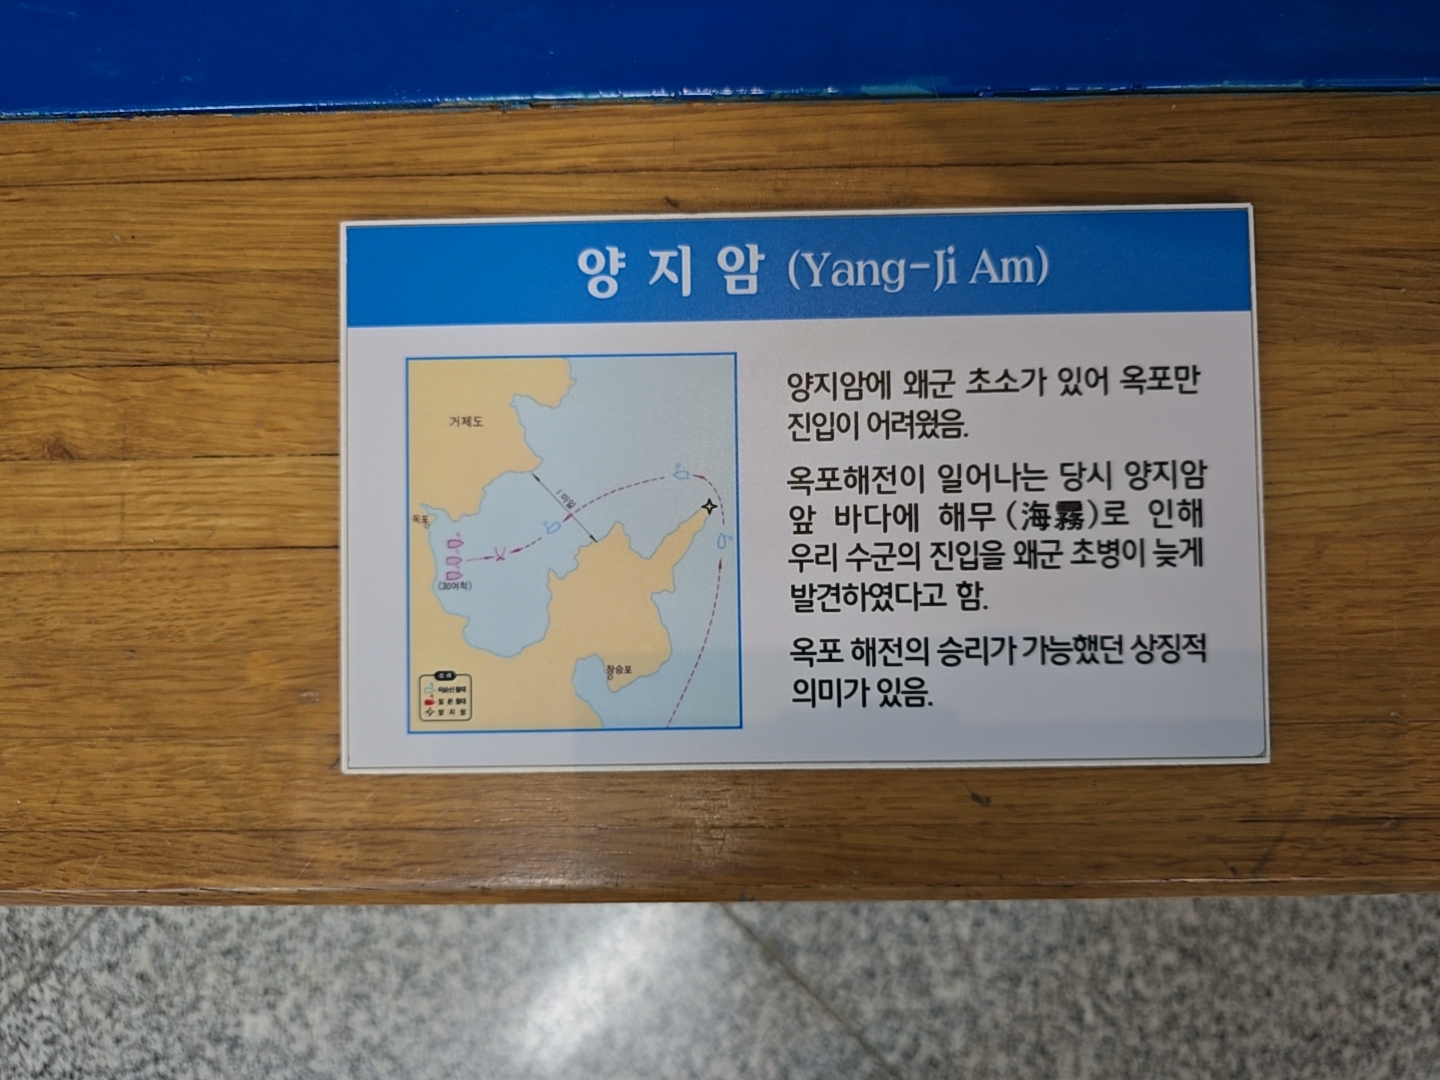 양지암 (Yang-Ji Am)
거제도
1 미일
옥포
(30여척)
장승포
양지암에 왜군 초소가 있어 옥포만
진입이 어려웠음.
옥포해전이 일어나는 당시 양지암
앞 바다에 해무(海霧)로 인해
우리 수군의 진입을 왜군 초병이 늦게
발견하였다고 함.
옥포 해전의 승리가 가능했던 상징적
의미가 있음.